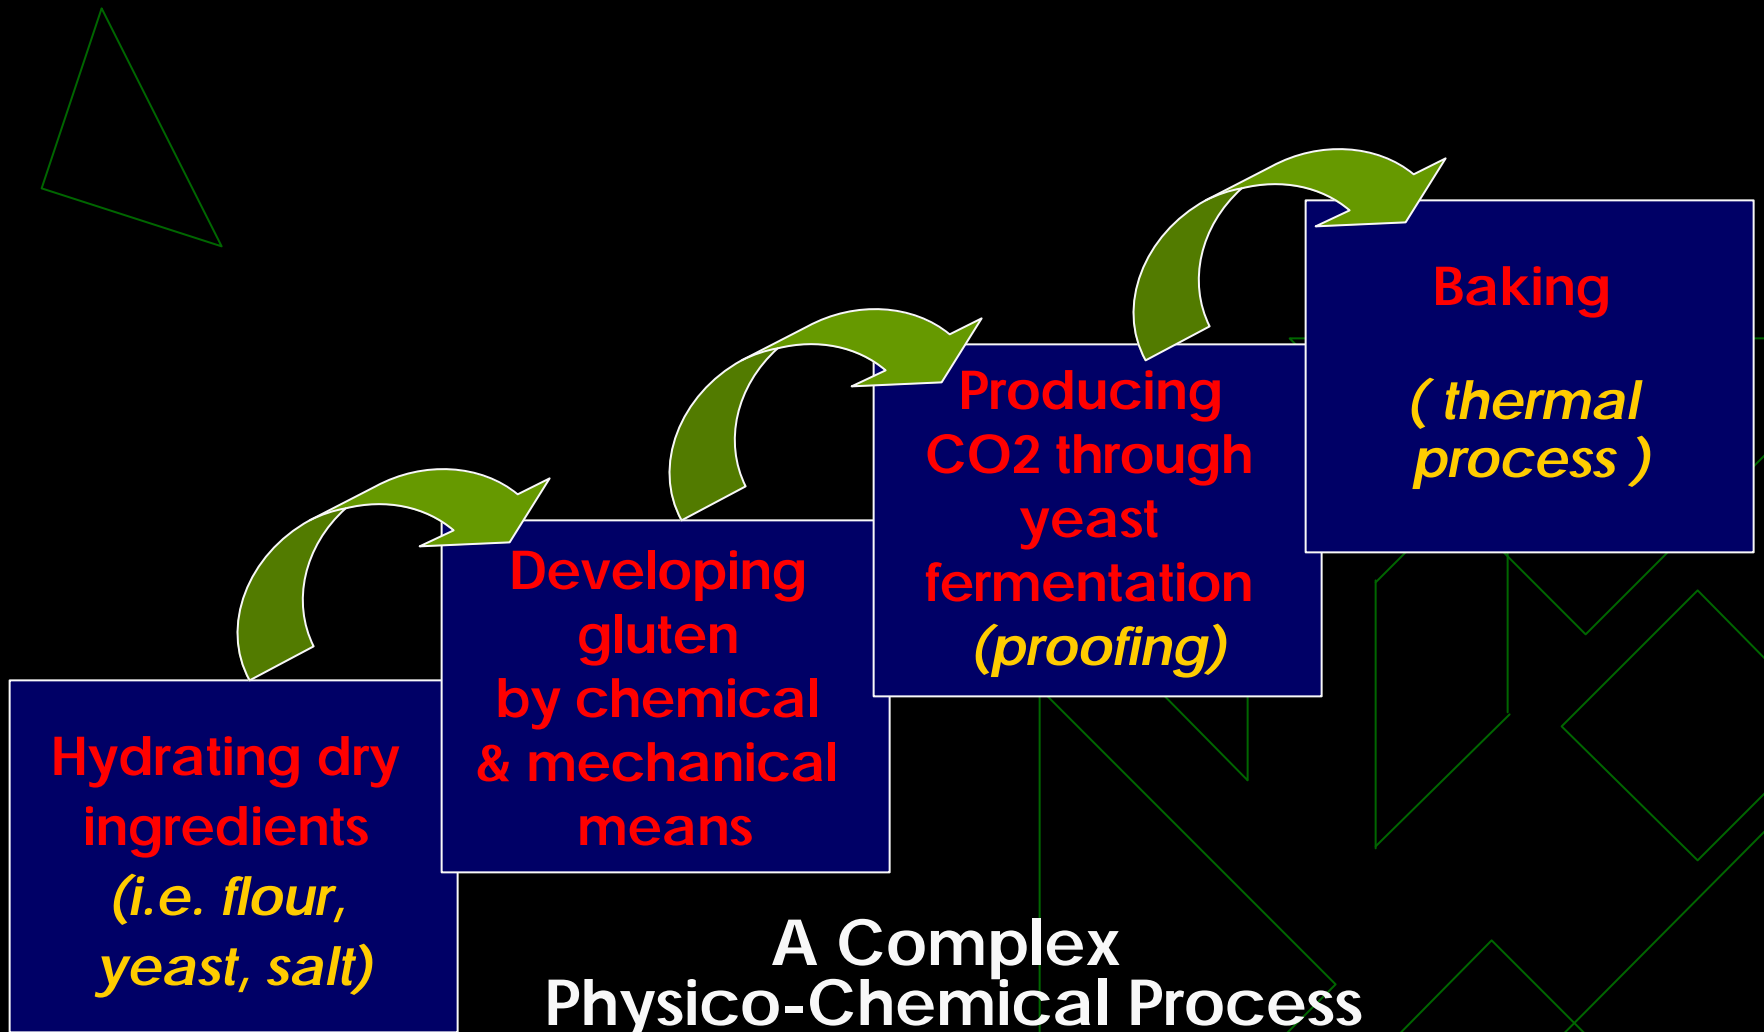 Hydrating dry
ingredients
(i.e. flour,
yeast, salt)
Developing
gluten
by chemical
& mechanical
means
Producing
CO2 through
yeast
fermentation
(proofing)
Baking
( thermal
process )
A Complex
Physico-Chemical Process